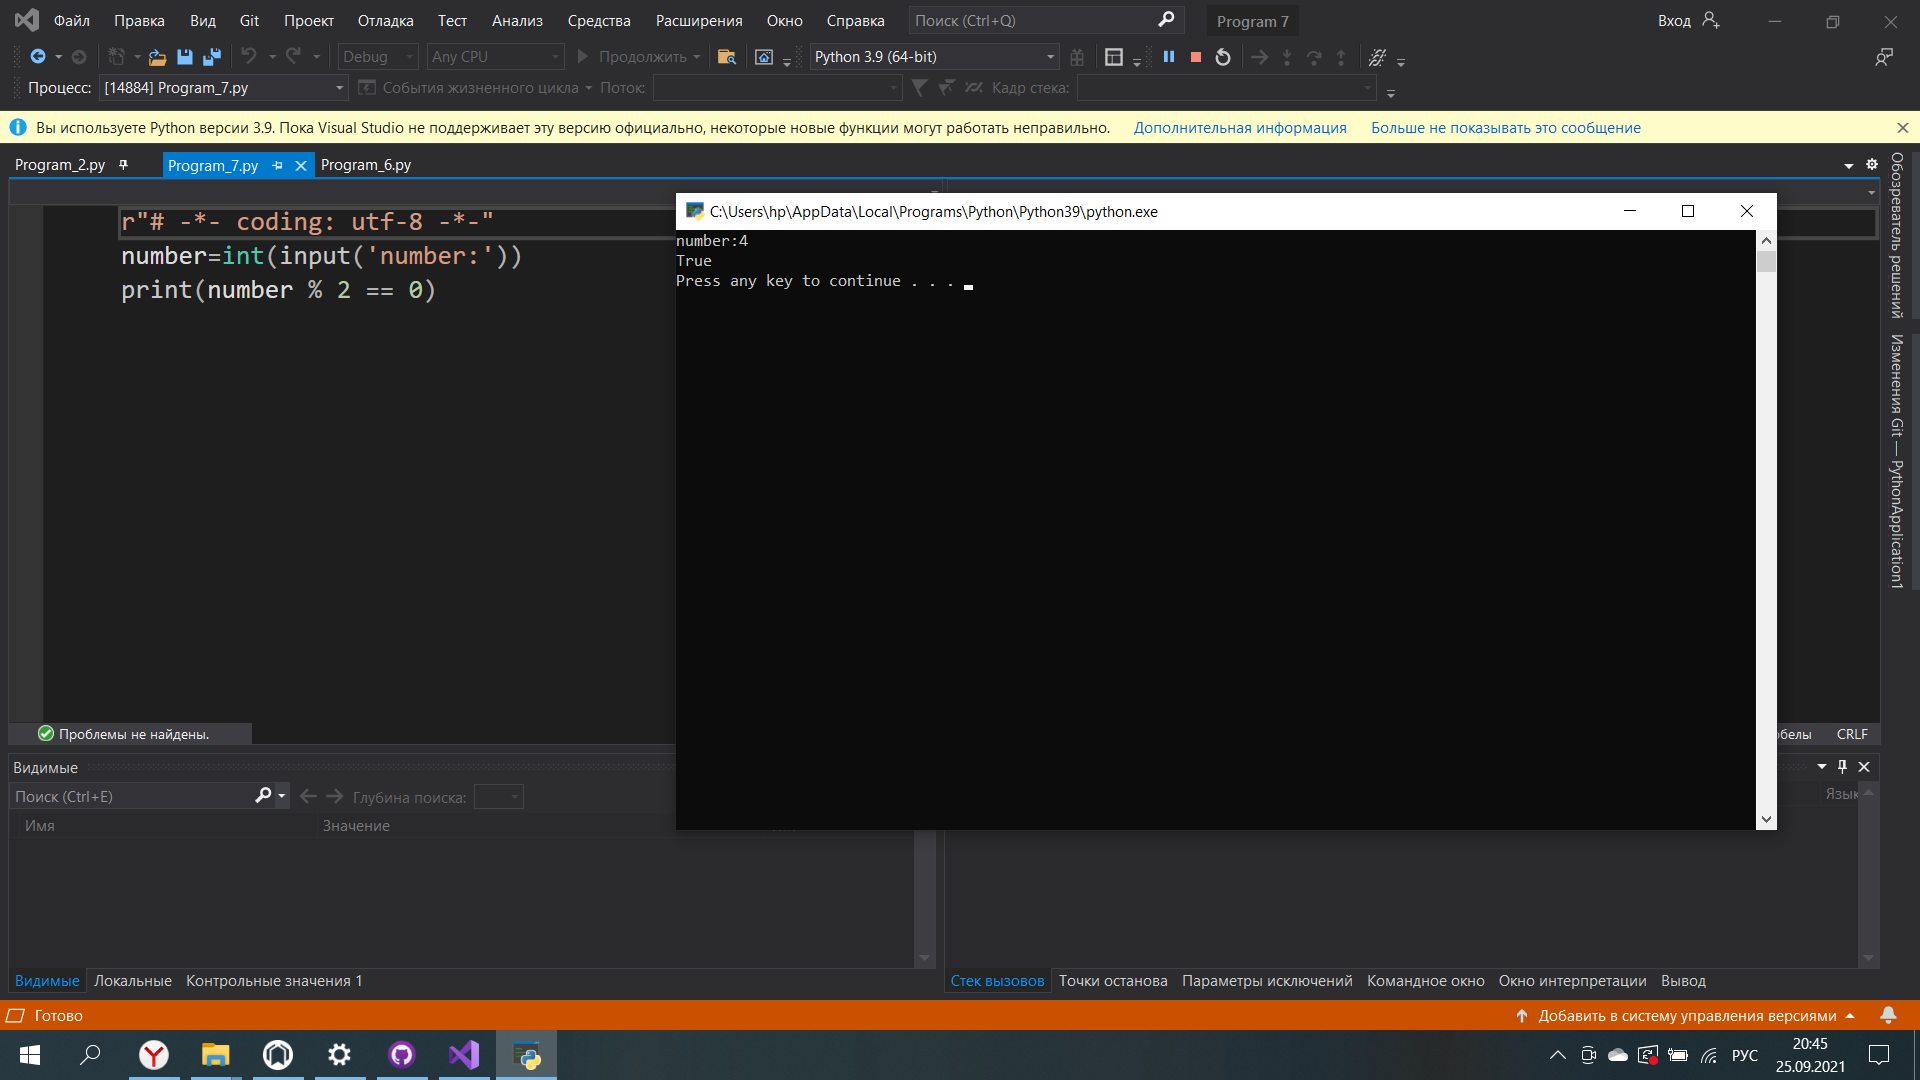 Файл Правка Вид Git Проект Отладка Тест Анализ Средства Расширения Окно Справка Поиск (Ctrl+Q) Program 7 Вход
Debug Any CPU Продолжить Python 3.9 (64-bit)
Процесс: [14884] Program_7.py События жизненного цикла Поток: Кадр стека:
Вы используете Python версии 3.9. Пока Visual Studio не поддерживает эту версию официально, некоторые новые функции могут работать неправильно. Дополнительная информация Больше не показывать это сообщение
Program_2.py Program_7.py Program_6.py
r"# -*- coding: utf-8 -*-"
number=int(input('number:'))
print(number % 2 == 0)
C:\Users\hp\AppData\Local\Programs\Python\Python39\python.exe
number:4
True
Press any key to continue . . .
Обозреватель решений
Изменения Git — PythonApplication1
Проблемы не найдены.
CRLF
Видимые
Поиск (Ctrl+E) Глубина поиска:
Имя Значение
Язык
Видимые Локальные Контрольные значения 1
Стек вызовов Точки останова Параметры исключений Командное окно Окно интерпретации Вывод
Готово Добавить в систему управления версиями
РУС 20:45
25.09.2021